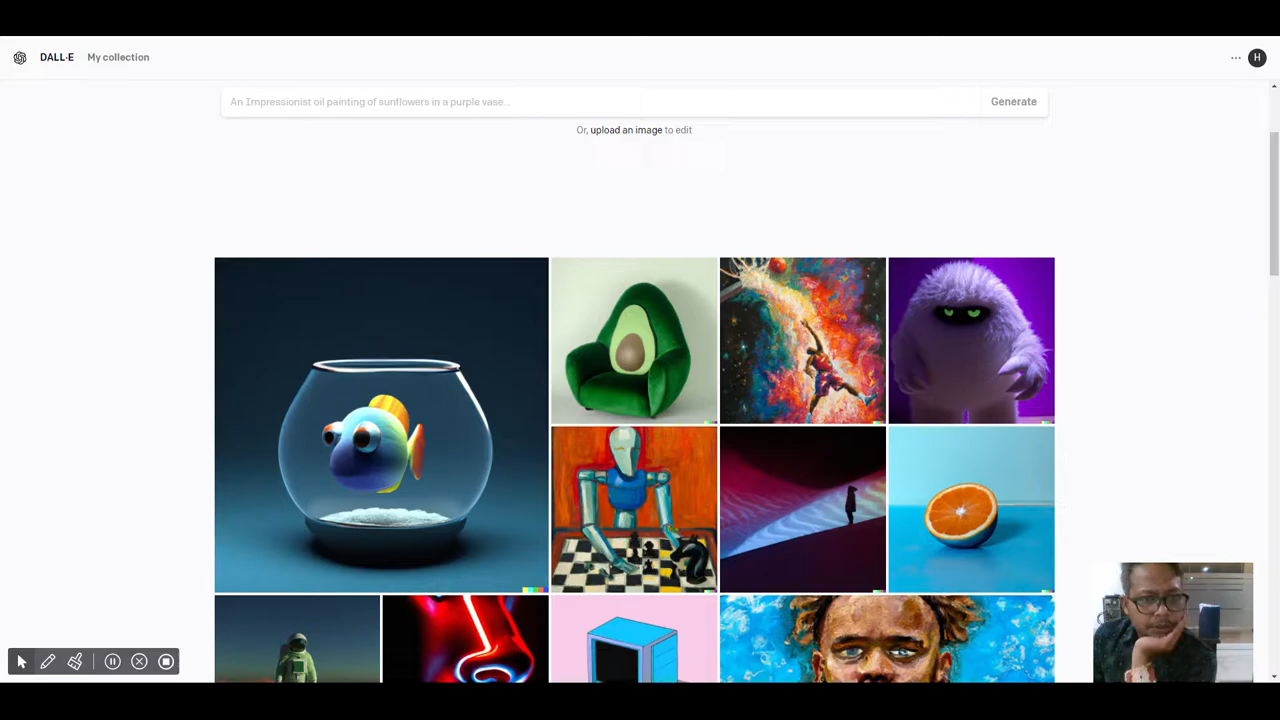 DALL·E My collection
H
An Impressionist oil painting of sunflowers in a purple vase...
Generate
Or, upload an image to edit